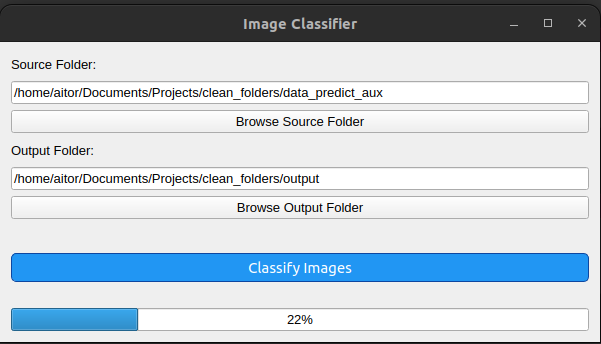 Image Classifier
Source Folder:
/home/aitor/Documents/Projects/clean_folders/data_predict_aux
Browse Source Folder
Output Folder:
/home/aitor/Documents/Projects/clean_folders/output
Browse Output Folder
Classify Images
22%